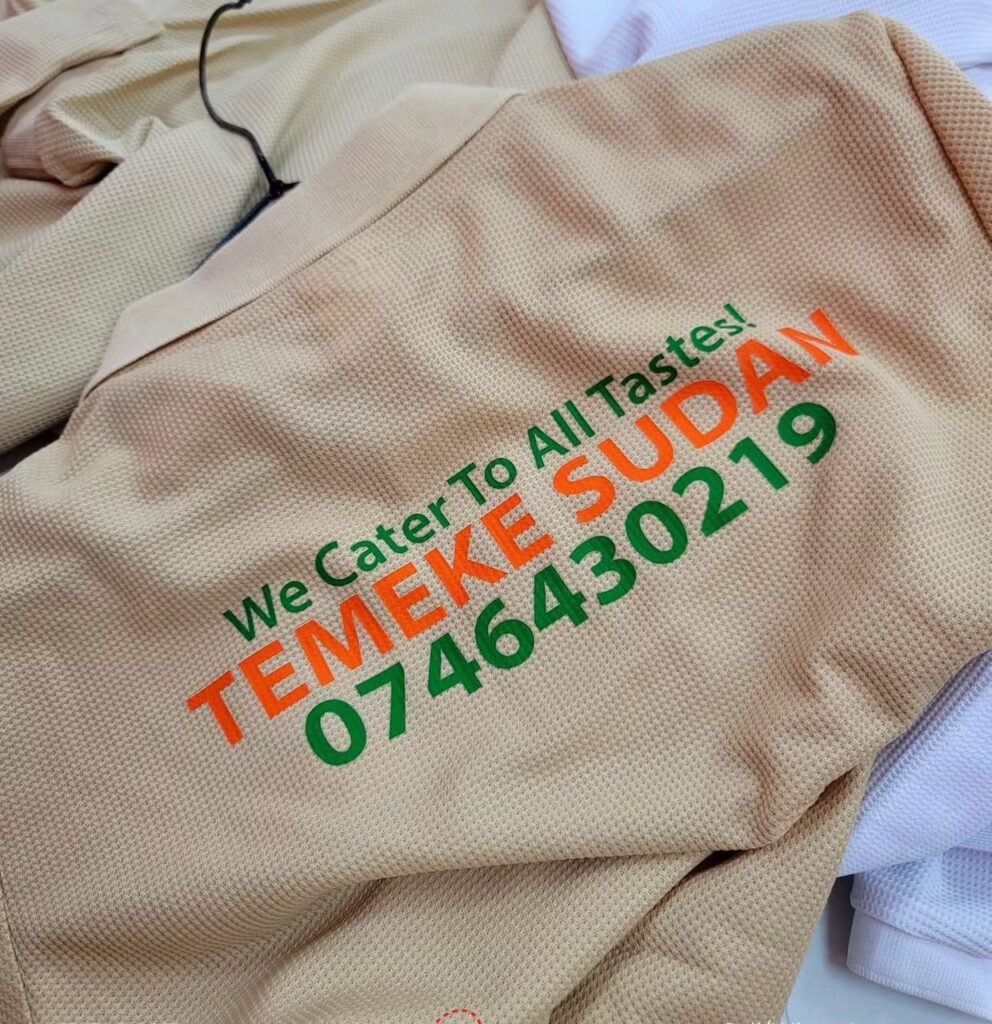 We Cater To All Tastes!
TEMEKE SUDAN
0746430219